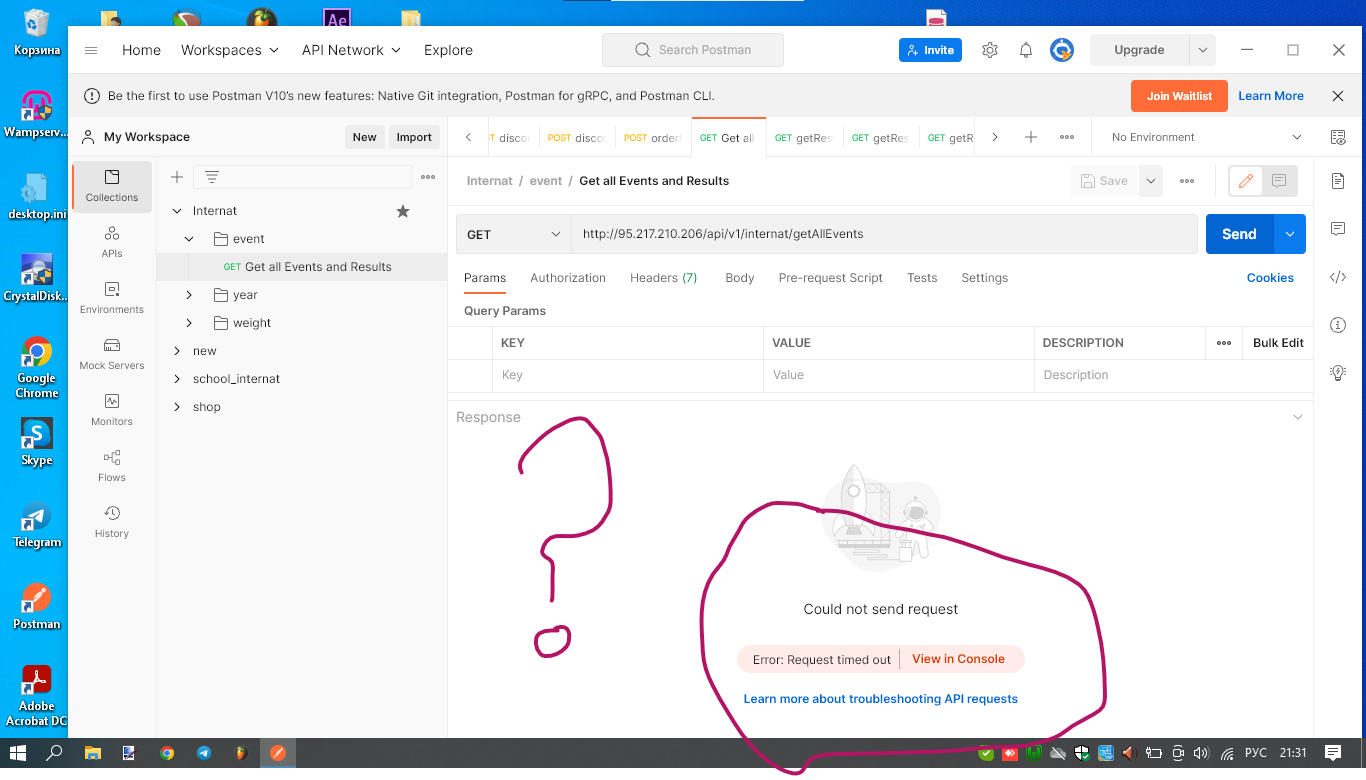 Корзина
Ae
Wampserv...
desktop.ini
CrystalDisk...
Google
Chrome
Skype
Telegram
Postman
Adobe
Acrobat DC
Home
Workspaces
API Network
Explore
Search Postman
Invite
Upgrade
Be the first to use Postman V10's new features: Native Git integration, Postman for gRPC, and Postman CLI.
Join Waitlist
Learn More
My Workspace
New
Import
POST disco
POST order
GET Get all
GET getRes
GET getRes
GET getR
No Environment
Collections
APIs
Environments
Mock Servers
Monitors
Flows
History
Internat
event
GET Get all Events and Results
year
weight
new
school_internat
shop
Internat / event / Get all Events and Results
Save
GET
http://95.217.210.206/api/v1/internat/getAllEvents
Send
Params
Authorization
Headers (7)
Body
Pre-request Script
Tests
Settings
Cookies
Query Params
KEY
VALUE
DESCRIPTION
Bulk Edit
Key
Value
Description
Response
?
Could not send request
Error: Request timed out
View in Console
Learn more about troubleshooting API requests
РУС
21:31